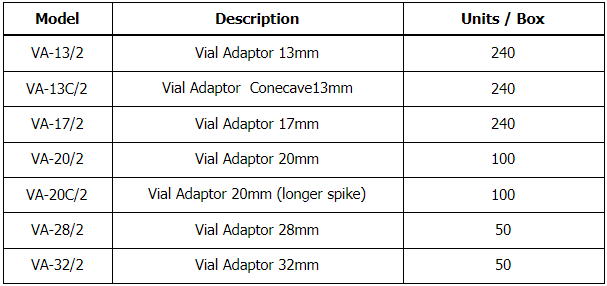 Model Description Units / Box
VA-13/2 Vial Adaptor 13mm 240
VA-13C/2 Vial Adaptor  Conecave13mm 240
VA-17/2 Vial Adaptor 17mm 240
VA-20/2 Vial Adaptor 20mm 100
VA-20C/2 Vial Adaptor 20mm (longer spike) 100
VA-28/2 Vial Adaptor 28mm 50
VA-32/2 Vial Adaptor 32mm 50